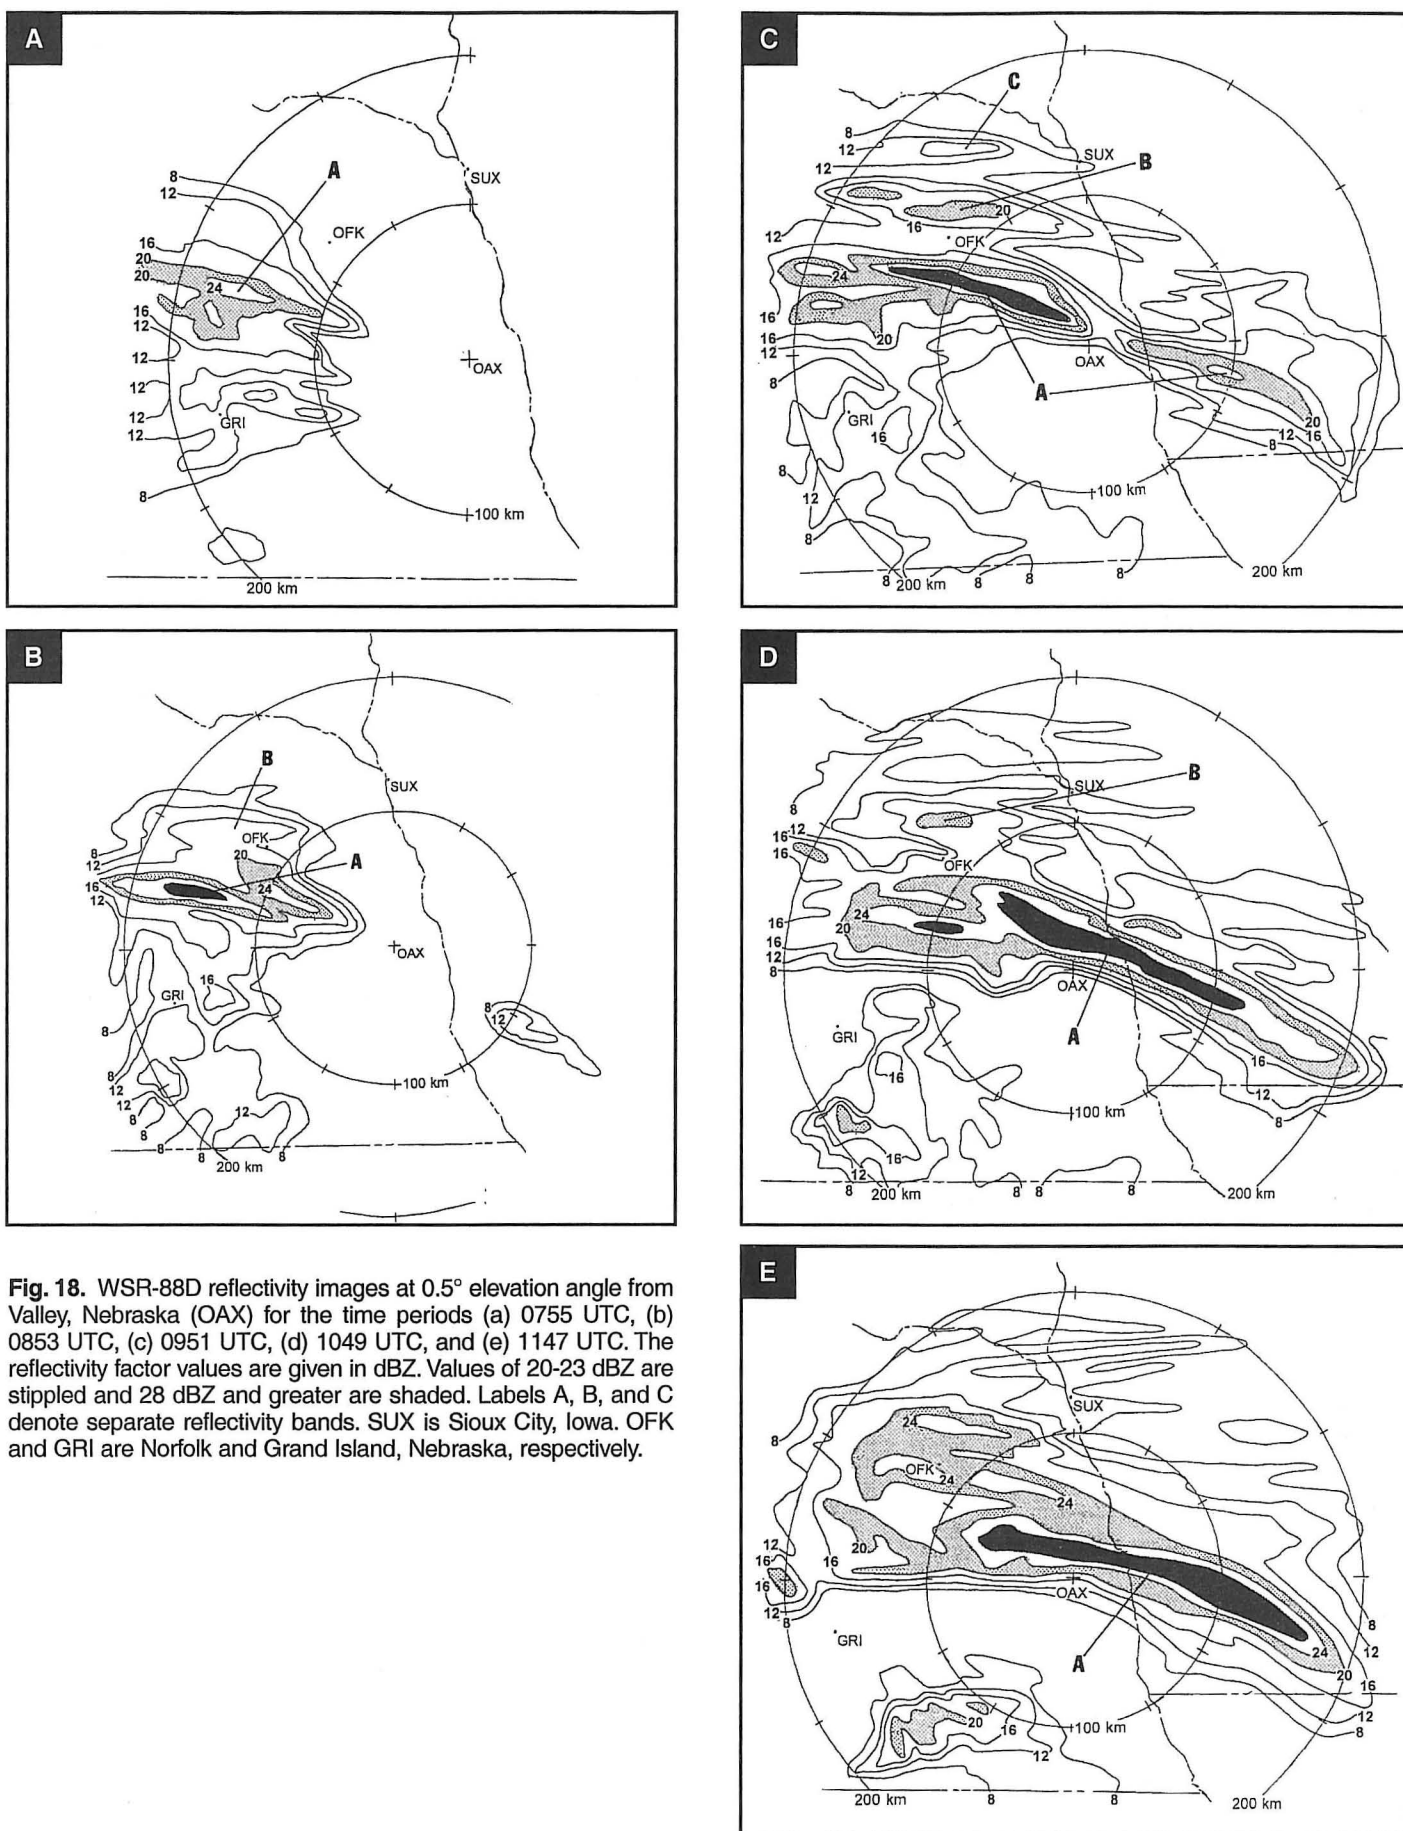 A
A
8
12
SUX
OFK
16
20
20
24
16
12
12
12
12
12
GRI
OAX
8
100 km
200 km
B
B
SUX
OFK
A
8
12
20
16
24
12
OAX
16
GRI
8
8
12
8
12
12
12
8
8
8
8
8
100 km
200 km
C
C
8
12
SUX
12
B
20
16
12
OFK
24
16
20
16
12
OAX
8
A
GRI
16
20
12
16
8
8
12
100 km
8
8
200 km
8
8
8
200 km
D
B
SUX
8
16
12
16
OFK
24
16
20
16
12
8
OAX
GRI
A
16
16
12
100 km
8
16
12
8
200 km
8
8
8
200 km
E
SUX
8
24
OFK
24
24
12
20
16
16
16
OAX
12
8
GRI
A
8
24
12
20
16
20
16
100 km
12
12
8
200 km
8
8
200 km
Fig. 18. WSR-88D reflectivity images at 0.5° elevation angle from
Valley, Nebraska (OAX) for the time periods (a) 0755 UTC, (b)
0853 UTC, (c) 0951 UTC, (d) 1049 UTC, and (e) 1147 UTC. The
reflectivity factor values are given in dBZ. Values of 20-23 dBZ are
stippled and 28 dBZ and greater are shaded. Labels A, B, and C
denote separate reflectivity bands. SUX is Sioux City, Iowa. OFK
and GRI are Norfolk and Grand Island, Nebraska, respectively.